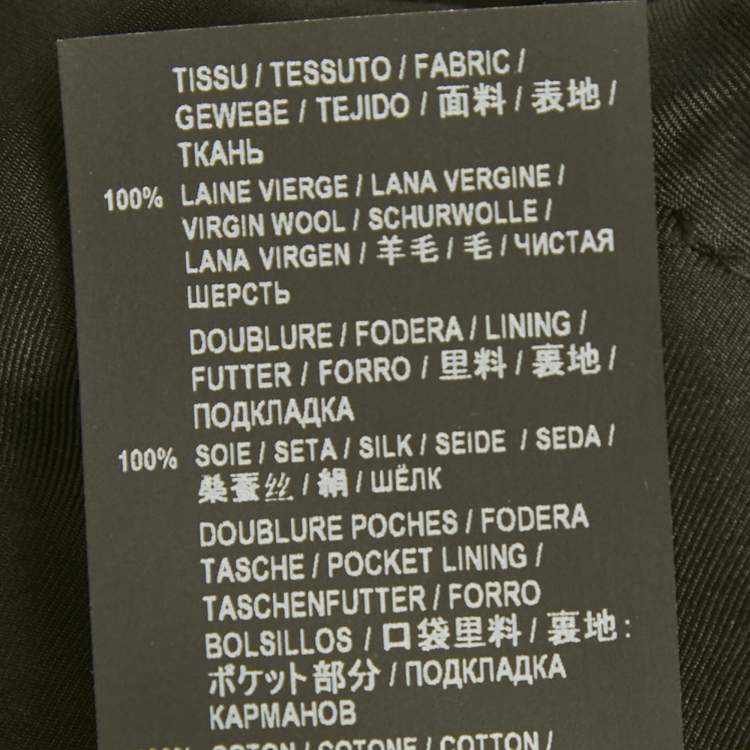 TISSU / TESSUTO / FABRIC /
GEWEBE / TEJIDO / 面料 / 表地 /
ТКАНЬ
100% LAINE VIERGE / LANA VERGINE /
VIRGIN WOOL / SCHURWOLLE /
LANA VIRGEN / 羊毛 / 毛 / ЧИСТАЯ
ШЕРСТЬ
DOUBLURE / FODERA / LINING /
FUTTER / FORRO / 里料 / 裏地 /
ПОДКЛАДКА
100% SOIE / SETA / SILK / SEIDE / SEDA /
桑蚕丝 / 絹 / ШЁЛК
DOUBLURE POCHES / FODERA
TASCHE / POCKET LINING /
TASCHENFUTTER / FORRO
BOLSILLOS / 口袋里料 / 裏地:
ポケット部分 / ПОДКЛАДКА
КАРМАНОВ
COTON / COTONE / COTTON /